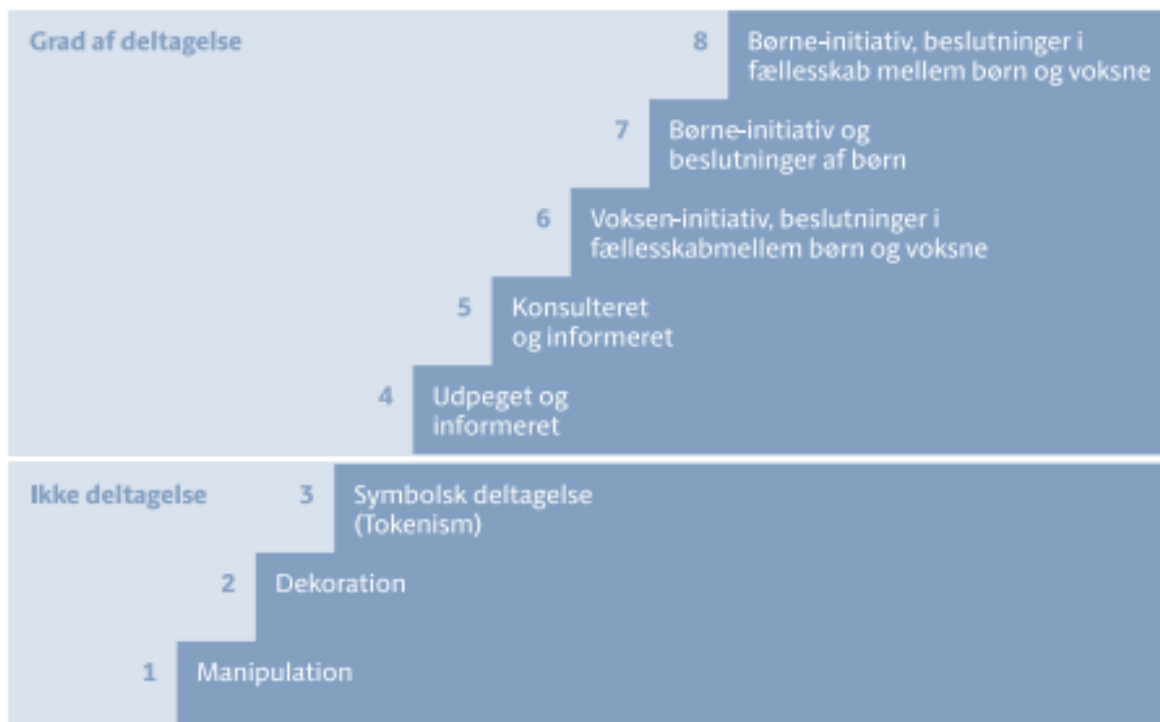 Grad af deltagelse
8
Børne-initiativ, beslutninger i
fællesskab mellem børn og voksne
7
Børne-initiativ og
beslutninger af børn
6
Voksen-initiativ, beslutninger i
fællesskabmellem børn og voksne
5
Konsulteret
og informeret
4
Udpeget og
informeret
Ikke deltagelse
3
Symbolsk deltagelse
(Tokenism)
2
Dekoration
1
Manipulation